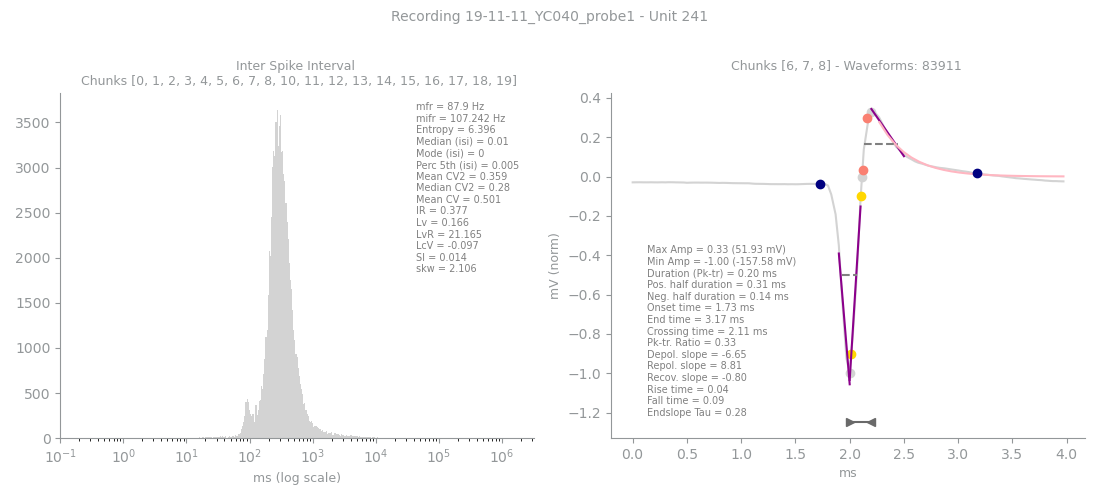 Recording 19-11-11_YC040_probe1 - Unit 241
Inter Spike Interval
Chunks [0, 1, 2, 3, 4, 5, 6, 7, 8, 10, 11, 12, 13, 14, 15, 16, 17, 18, 19]
3500
3000
2500
2000
1500
1000
500
0
mfr = 87.9 Hz
mifr = 107.242 Hz
Entropy = 6.396
Median (isi) = 0.01
Mode (isi) = 0
Perc 5th (isi) = 0.005
Mean CV2 = 0.359
Median CV2 = 0.28
Mean CV = 0.501
IR = 0.377
Lv = 0.166
LvR = 21.165
LcV = -0.097
SI = 0.014
skw = 2.106
10⁻¹ 10⁰ 10¹ 10² 10³ 10⁴ 10⁵ 10⁶
ms (log scale)
Chunks [6, 7, 8] - Waveforms: 83911
mV (norm)
0.4
0.2
0.0
−0.2
−0.4
−0.6
−0.8
−1.0
−1.2
Max Amp = 0.33 (51.93 mV)
Min Amp = -1.00 (-157.58 mV)
Duration (Pk-tr) = 0.20 ms
Pos. half duration = 0.31 ms
Neg. half duration = 0.14 ms
Onset time = 1.73 ms
End time = 3.17 ms
Crossing time = 2.11 ms
Pk-tr. Ratio = 0.33
Depol. slope = -6.65
Repol. slope = 8.81
Recov. slope = -0.80
Rise time = 0.04
Fall time = 0.09
Endslope Tau = 0.28
0.0 0.5 1.0 1.5 2.0 2.5 3.0 3.5 4.0
ms